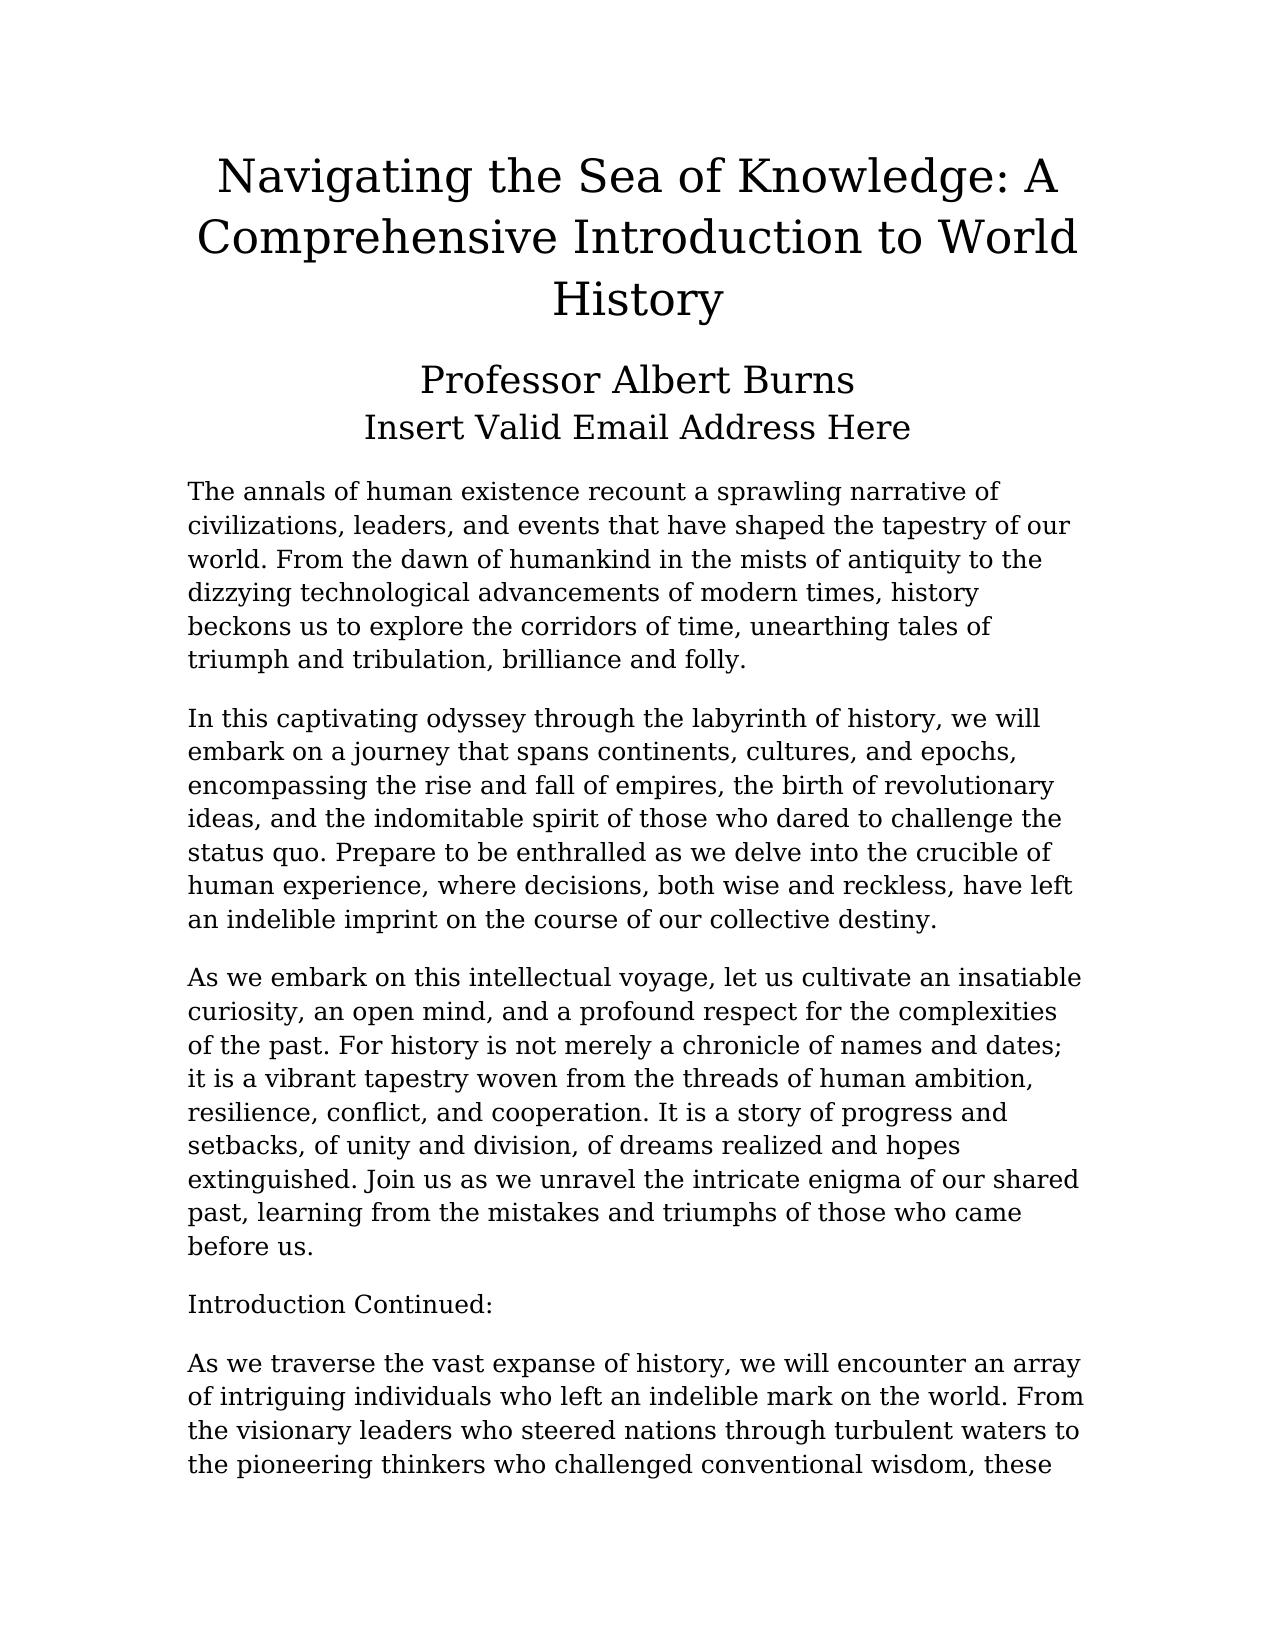 Navigating the Sea of Knowledge: A
Comprehensive Introduction to World
History
Professor Albert Burns
Insert Valid Email Address Here
The annals of human existence recount a sprawling narrative of
civilizations, leaders, and events that have shaped the tapestry of our
world. From the dawn of humankind in the mists of antiquity to the
dizzying technological advancements of modern times, history
beckons us to explore the corridors of time, unearthing tales of
triumph and tribulation, brilliance and folly.
In this captivating odyssey through the labyrinth of history, we will
embark on a journey that spans continents, cultures, and epochs,
encompassing the rise and fall of empires, the birth of revolutionary
ideas, and the indomitable spirit of those who dared to challenge the
status quo. Prepare to be enthralled as we delve into the crucible of
human experience, where decisions, both wise and reckless, have left
an indelible imprint on the course of our collective destiny.
As we embark on this intellectual voyage, let us cultivate an insatiable
curiosity, an open mind, and a profound respect for the complexities
of the past. For history is not merely a chronicle of names and dates;
it is a vibrant tapestry woven from the threads of human ambition,
resilience, conflict, and cooperation. It is a story of progress and
setbacks, of unity and division, of dreams realized and hopes
extinguished. Join us as we unravel the intricate enigma of our shared
past, learning from the mistakes and triumphs of those who came
before us.
Introduction Continued:
As we traverse the vast expanse of history, we will encounter an array
of intriguing individuals who left an indelible mark on the world. From
the visionary leaders who steered nations through turbulent waters to
the pioneering thinkers who challenged conventional wisdom, these